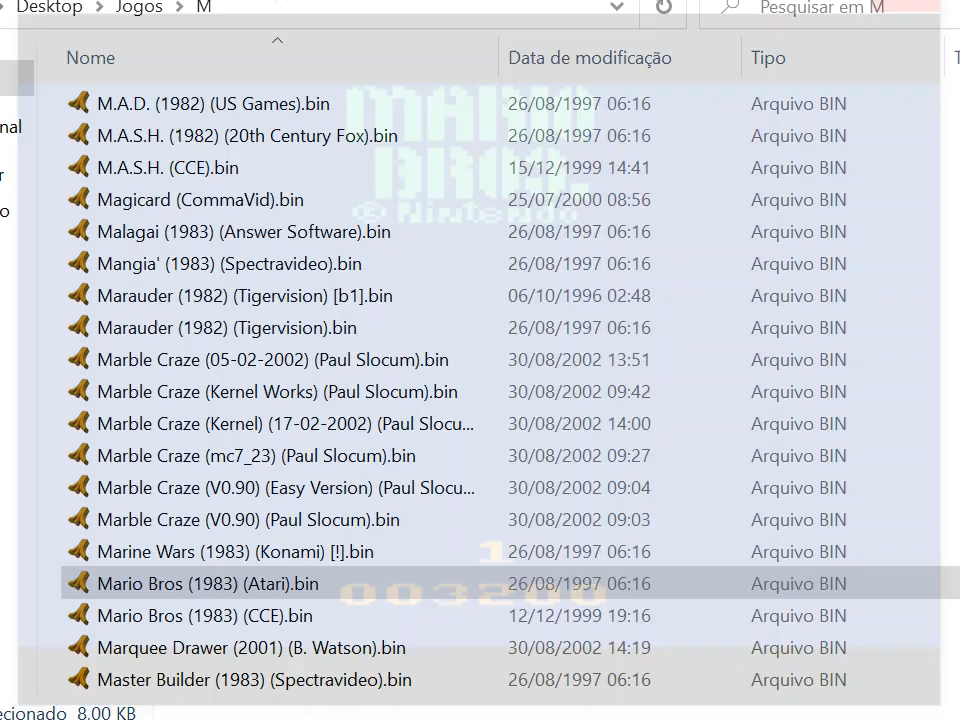 Desktop > Jogos > M
Pesquisar em M
Nome Data de modificação Tipo T
nal
r
o
M.A.D. (1982) (US Games).bin 26/08/1997 06:16 Arquivo BIN
M.A.S.H. (1982) (20th Century Fox).bin 26/08/1997 06:16 Arquivo BIN
M.A.S.H. (CCE).bin 15/12/1999 14:41 Arquivo BIN
Magicard (CommaVid).bin 25/07/2000 08:56 Arquivo BIN
Malagai (1983) (Answer Software).bin 26/08/1997 06:16 Arquivo BIN
Mangia' (1983) (Spectravideo).bin 26/08/1997 06:16 Arquivo BIN
Marauder (1982) (Tigervision) [b1].bin 06/10/1996 02:48 Arquivo BIN
Marauder (1982) (Tigervision).bin 26/08/1997 06:16 Arquivo BIN
Marble Craze (05-02-2002) (Paul Slocum).bin 30/08/2002 13:51 Arquivo BIN
Marble Craze (Kernel Works) (Paul Slocum).bin 30/08/2002 09:42 Arquivo BIN
Marble Craze (Kernel) (17-02-2002) (Paul Slocu... 30/08/2002 14:00 Arquivo BIN
Marble Craze (mc7_23) (Paul Slocum).bin 30/08/2002 09:27 Arquivo BIN
Marble Craze (V0.90) (Easy Version) (Paul Slocu... 30/08/2002 09:04 Arquivo BIN
Marble Craze (V0.90) (Paul Slocum).bin 30/08/2002 09:03 Arquivo BIN
Marine Wars (1983) (Konami) [!].bin 26/08/1997 06:16 Arquivo BIN
Mario Bros (1983) (Atari).bin 26/08/1997 06:16 Arquivo BIN
Mario Bros (1983) (CCE).bin 12/12/1999 19:16 Arquivo BIN
Marquee Drawer (2001) (B. Watson).bin 30/08/2002 14:19 Arquivo BIN
Master Builder (1983) (Spectravideo).bin 26/08/1997 06:16 Arquivo BIN
ecionado 8,00 KB
MARIO
BROS.
© Nintendo
1
003200